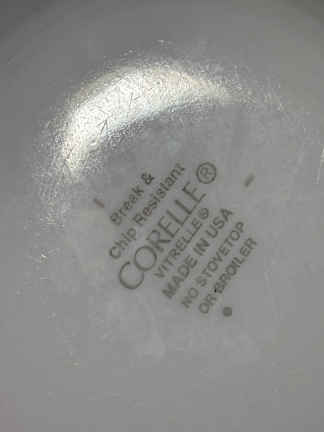 Break &
Chip Resistant
CORELLE®
VITRELLE®
MADE IN USA
NO STOVETOP
OR BROILER